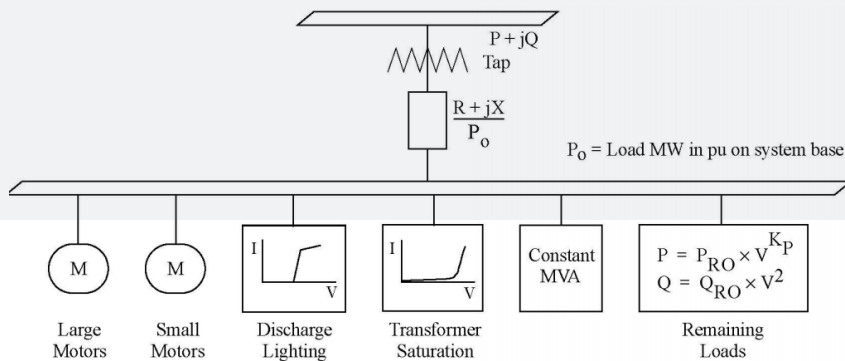 P + jQ
Tap
R + jX
P_o
P_o = Load MW in pu on system base
M
M
I
V
I
V
Constant
MVA
P = P_RO × V^K_P
Q = Q_RO × V^2
Large
Motors
Small
Motors
Discharge
Lighting
Transformer
Saturation
Remaining
Loads